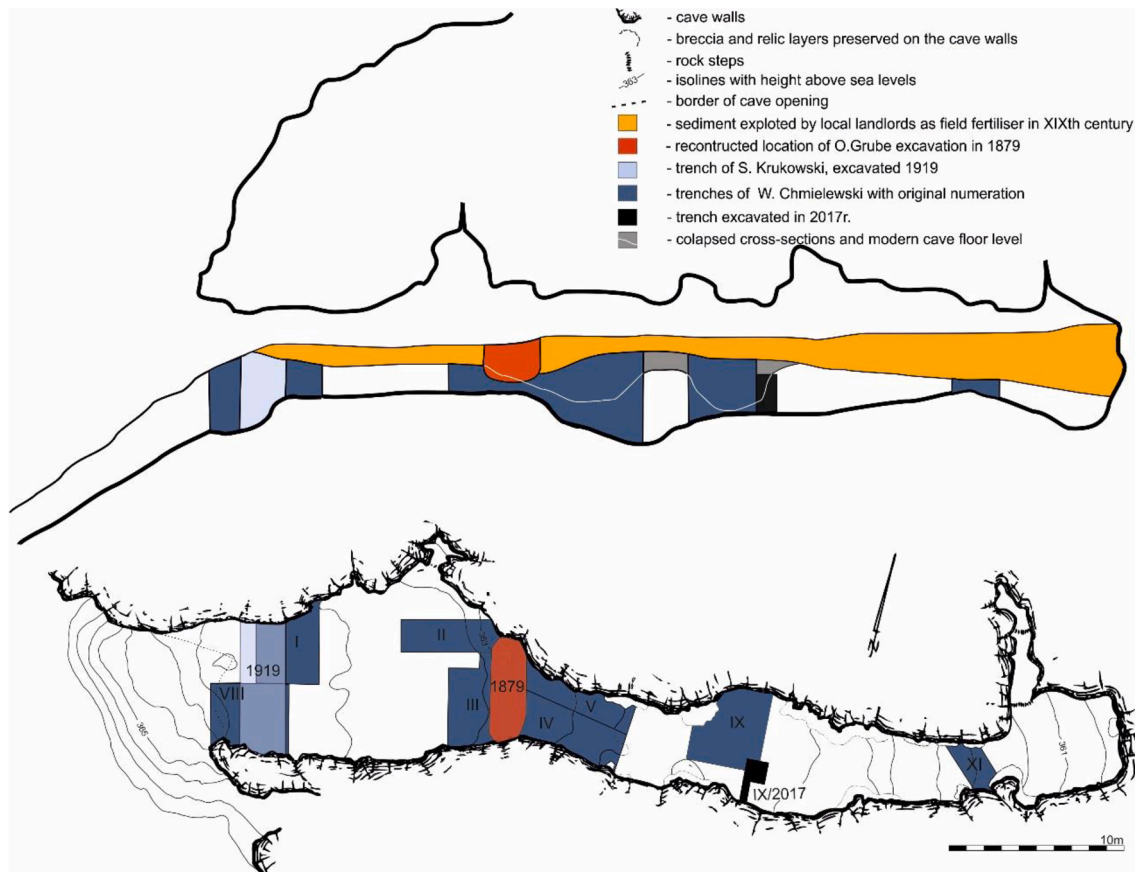 - cave walls
- breccia and relic layers preserved on the cave walls
- rock steps
-363- - isolines with height above sea levels
- border of cave opening
- sediment exploted by local landlords as field fertiliser in XIXth century
- recontructed location of O.Grube excavation in 1879
- trench of S. Krukowski, excavated 1919
- trenches of W. Chmielewski with original numeration
- trench excavated in 2017r.
- colapsed cross-sections and modern cave floor level
I
II
361
1919
1879
VIII
III
IV
V
IX
XI
361
365
IX/2017
N
10m